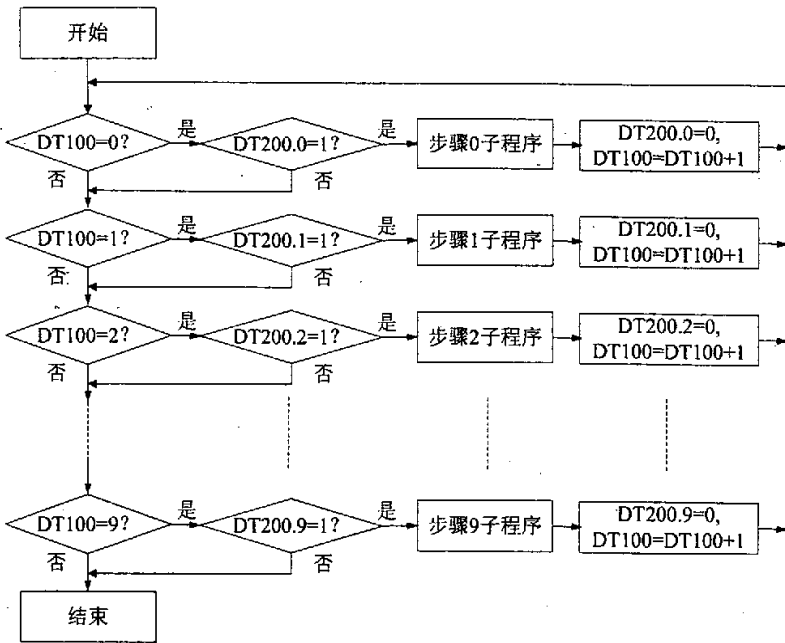 开始
DT100=0?
是
DT200.0=1?
是
步骤0子程序
DT200.0=0,
DT100=DT100+1
否
否
DT100=1?
是
DT200.1=1?
是
步骤1子程序
DT200.1=0,
DT100=DT100+1
否
否
DT100=2?
是
DT200.2=1?
是
步骤2子程序
DT200.2=0,
DT100=DT100+1
否
否
DT100=9?
是
DT200.9=1?
是
步骤9子程序
DT200.9=0,
DT100=DT100+1
否
否
结束